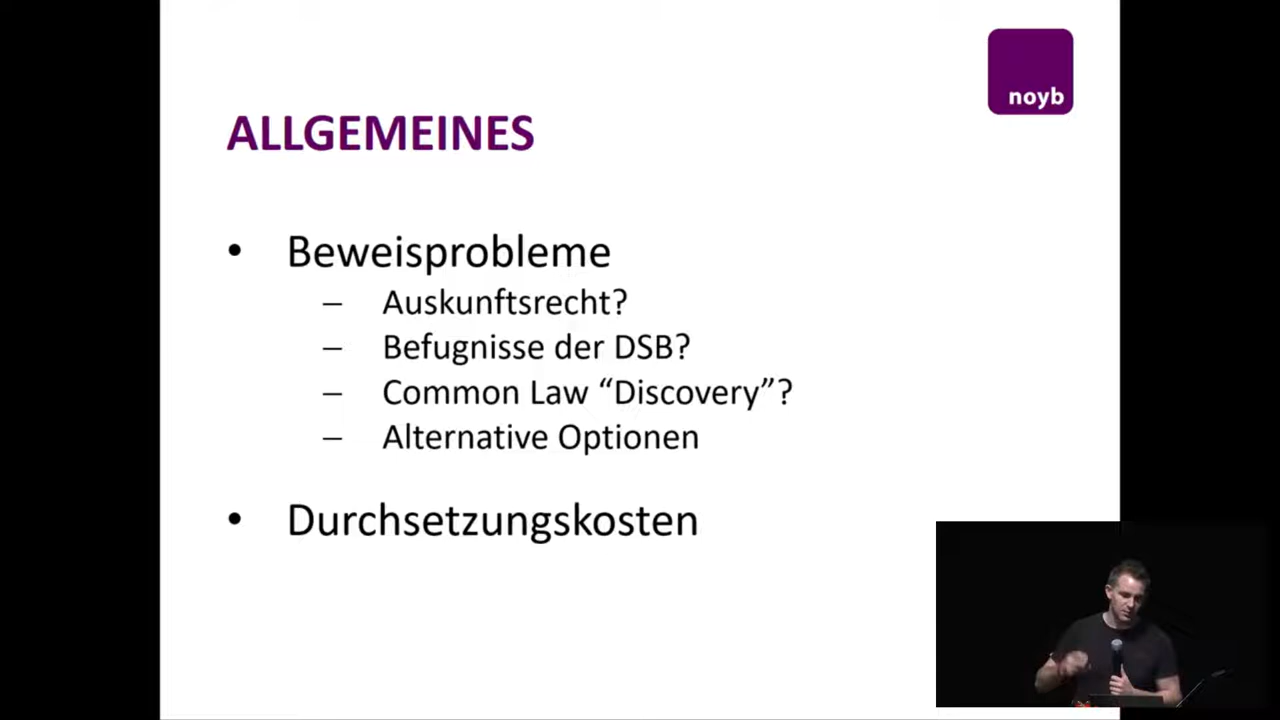 noyb
ALLGEMEINES
• Beweisprobleme
– Auskunftsrecht?
– Befugnisse der DSB?
– Common Law “Discovery”?
– Alternative Optionen
• Durchsetzungskosten